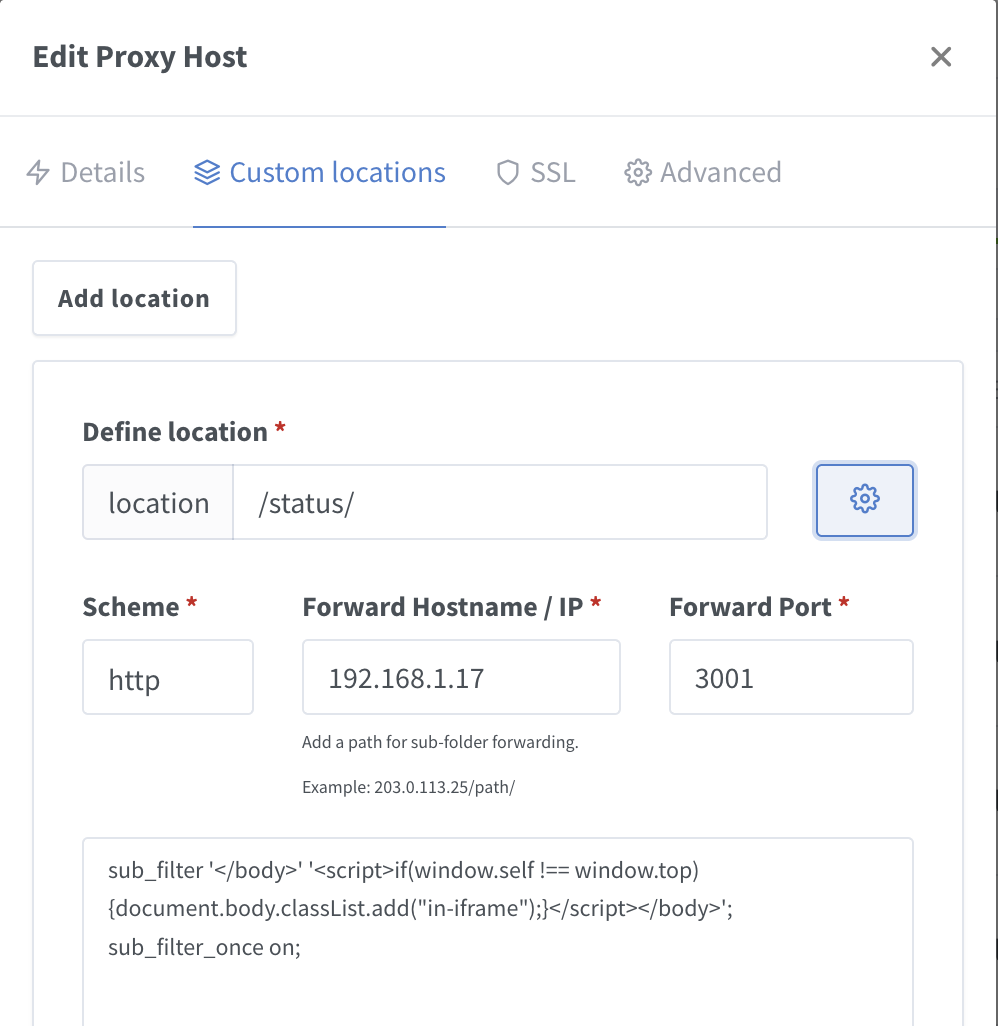 Edit Proxy Host
Details Custom locations SSL Advanced
Add location
Define location *
location /status/
Scheme * Forward Hostname / IP * Forward Port *
http 192.168.1.17 3001
Add a path for sub-folder forwarding.
Example: 203.0.113.25/path/
sub_filter '</body>' '<script>if(window.self !== window.top)
{document.body.classList.add("in-iframe");}</script></body>';
sub_filter_once on;